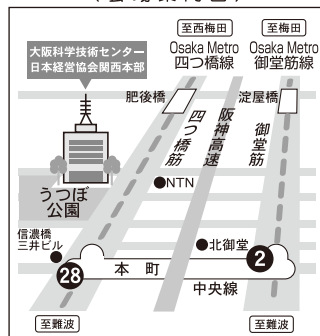 至西梅田
至梅田
Osaka Metro
四つ橋線
Osaka Metro
御堂筋線
大阪科学技術センター
日本経営協会関西本部
肥後橋
淀屋橋
四つ橋筋
阪神高速
御堂筋
NTN
うつぼ
公園
信濃橋
三井ビル
北御堂
2
28
本町
中央線
至難波
至難波